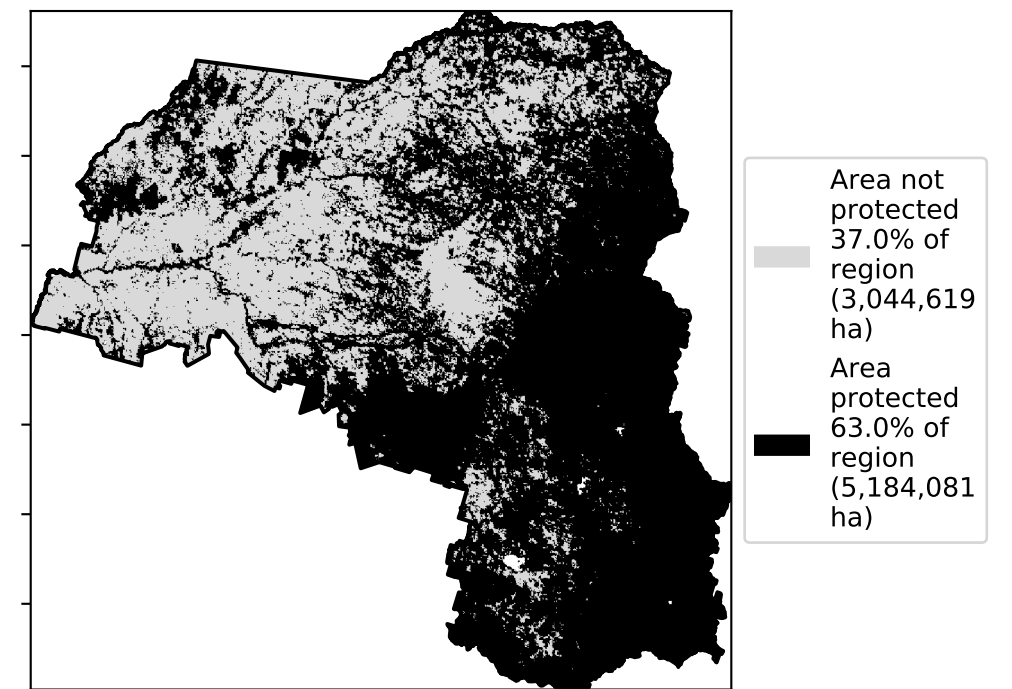 Area not
protected
37.0% of
region
(3,044,619
ha)
Area
protected
63.0% of
region
(5,184,081
ha)